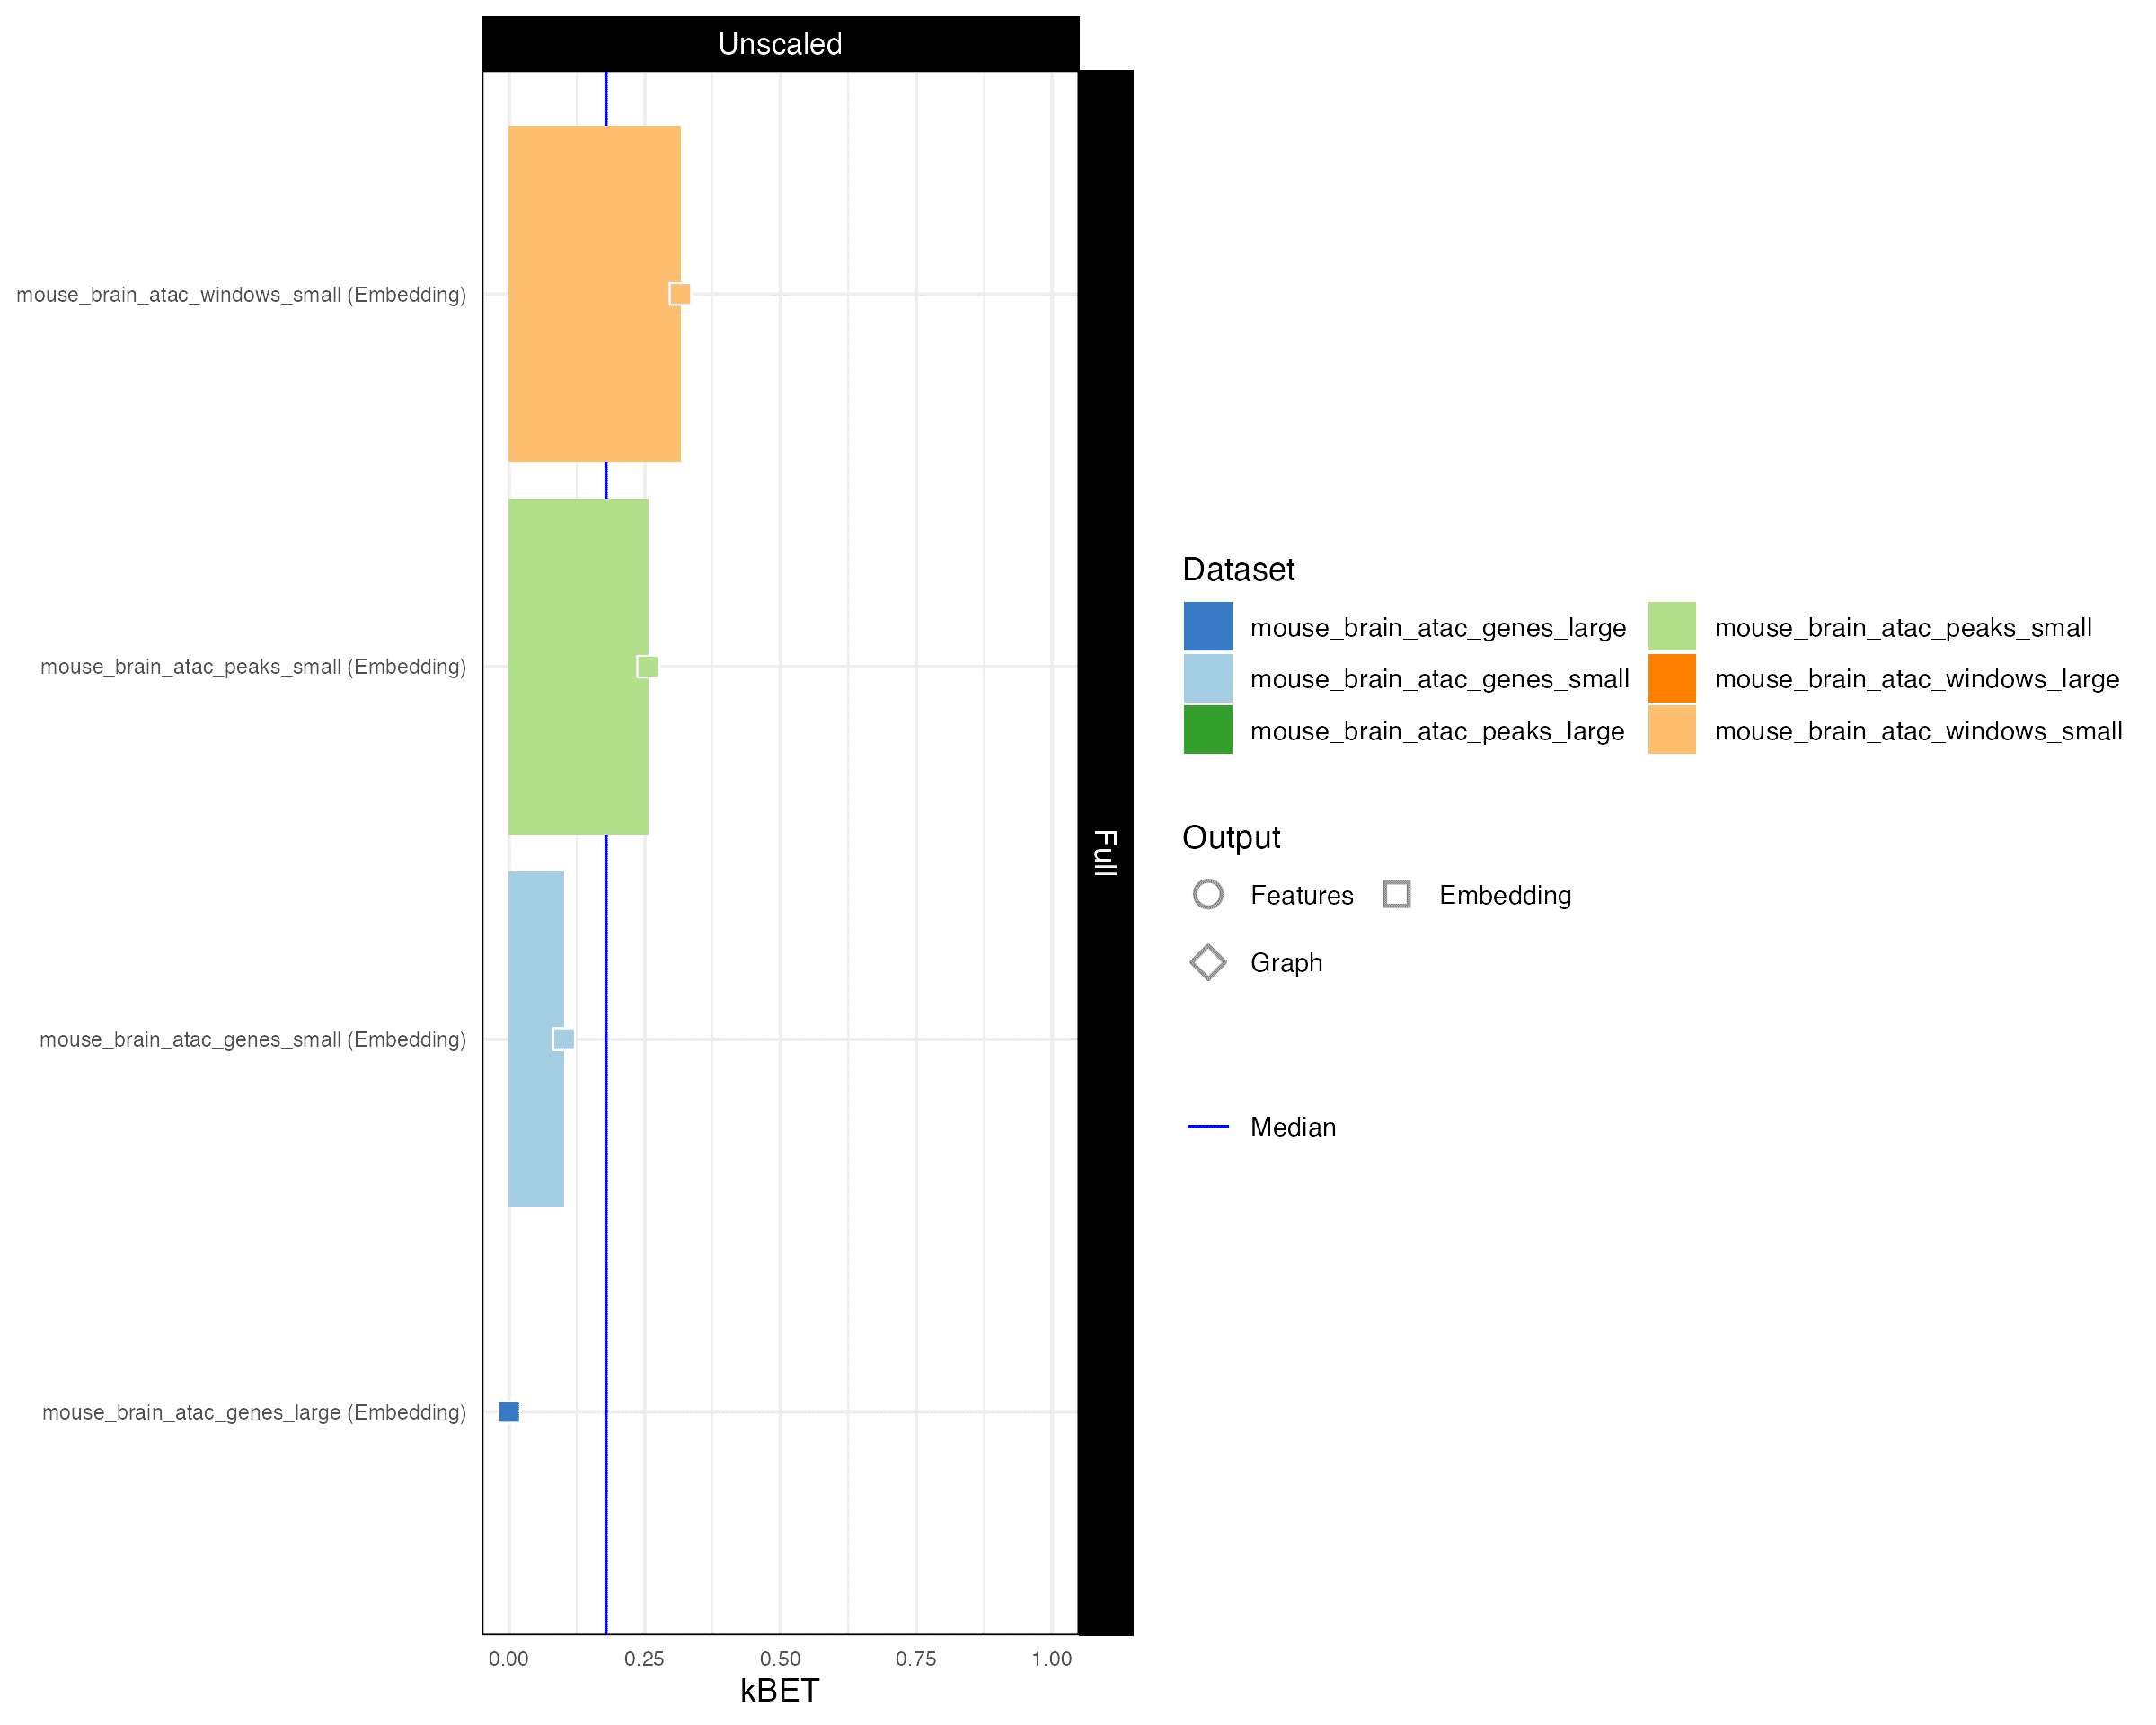 Unscaled
mouse_brain_atac_windows_small (Embedding)
mouse_brain_atac_peaks_small (Embedding)
mouse_brain_atac_genes_small (Embedding)
mouse_brain_atac_genes_large (Embedding)
0.00 0.25 0.50 0.75 1.00
kBET
Full
Dataset
mouse_brain_atac_genes_large mouse_brain_atac_peaks_small
mouse_brain_atac_genes_small mouse_brain_atac_windows_large
mouse_brain_atac_peaks_large mouse_brain_atac_windows_small
Output
Features Embedding
Graph
Median